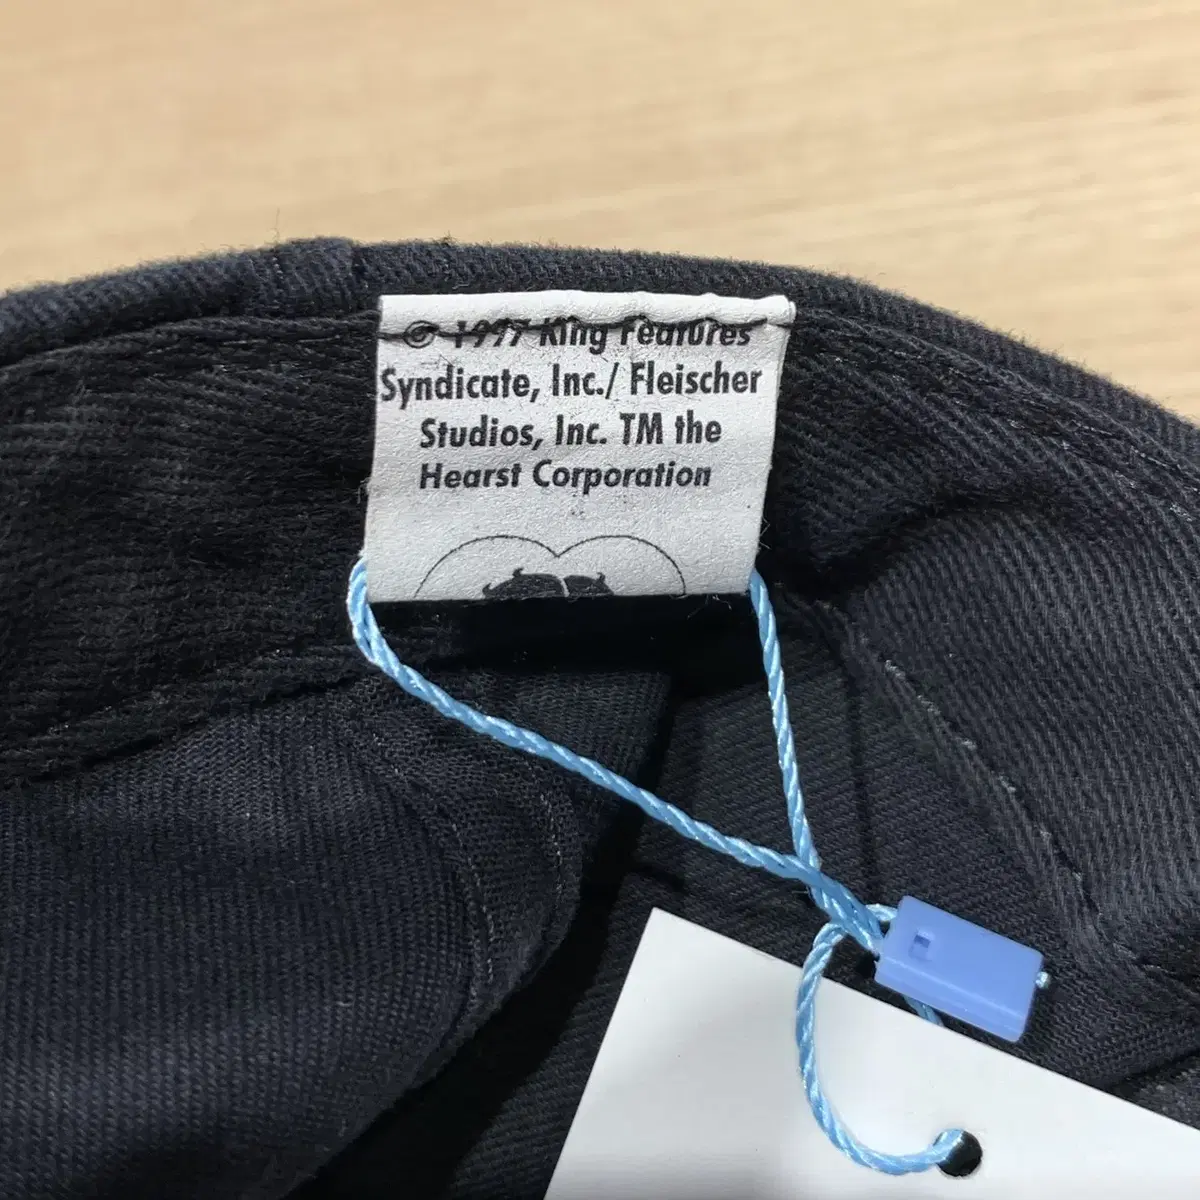 © 1997 King Features
Syndicate, Inc./ Fleischer
Studios, Inc. TM the
Hearst Corporation